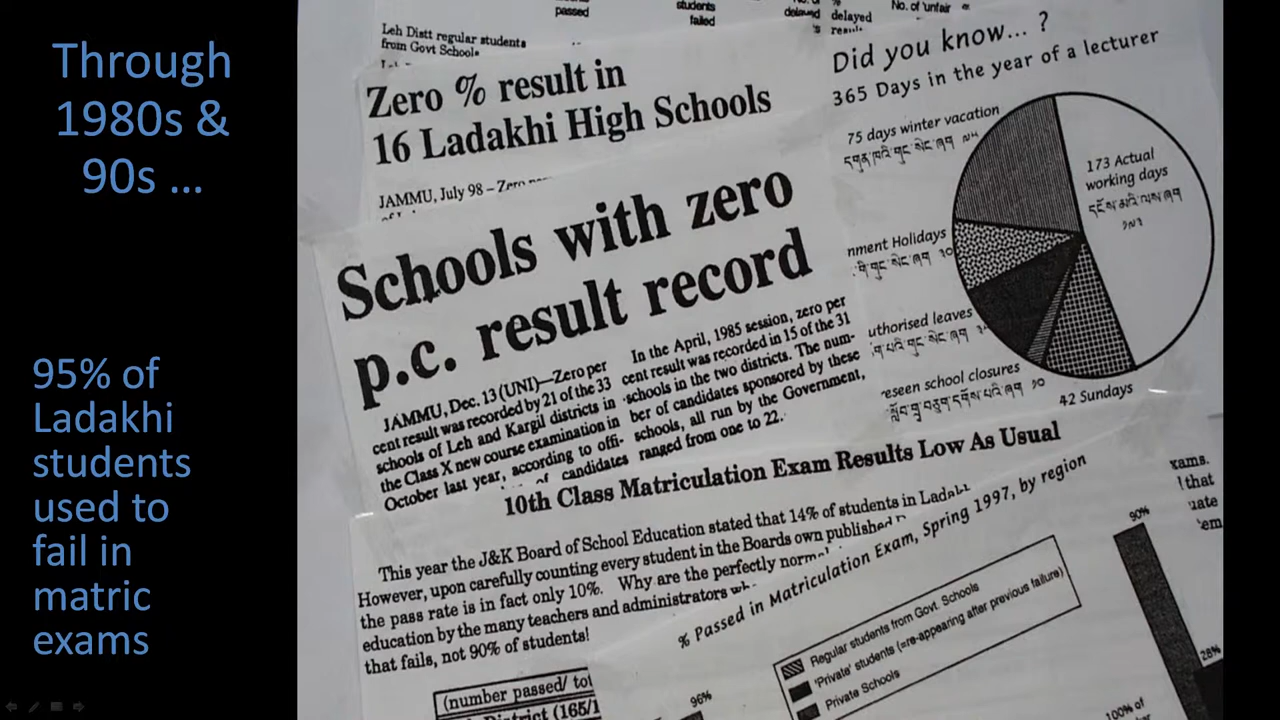 Through
1980s &
90s ...
95% of
Ladakhi
students
used to
fail in
matric
exams
passed
students
failed
delayed
delayed
No. of 'unfair
Leh Distt regular students
from Govt Schools
Zero % result in
16 Ladakhi High Schools
JAMMU, July 98 – Zero
Schools with zero
p.c. result record
JAMMU, Dec. 13 (UNI)—Zero per
cent result was recorded by 21 of the 33
schools of Leh and Kargil districts in
the Class X new course examination in
October last year, according to offi-
of candidates
In the April, 1985 session, zero per
cent result was recorded in 15 of the 31
schools in the two districts. The num-
ber of candidates sponsored by these
schools, all run by the Government,
ranged from one to 22.
Did you know... ?
365 Days in the year of a lecturer
75 days winter vacation
173 Actual
working days
nment Holidays
uthorised leaves
reseen school closures
42 Sundays
10th Class Matriculation Exam Results Low As Usual
This year the J&K Board of School Education stated that 14% of students in
However, upon carefully counting every student in the Boards own published
the pass rate is in fact only 10%. Why are the perfectly
education by the many teachers and administrators
that fails, not 90% of students!
(number passed/
District (165/1
% Passed in Matriculation Exam, Spring 1997, by region
Regular students from Govt. Schools
'Private' students (=re-appearing after previous failure)
Private Schools
96%
90%
28%
100% of
xams.
that
uate